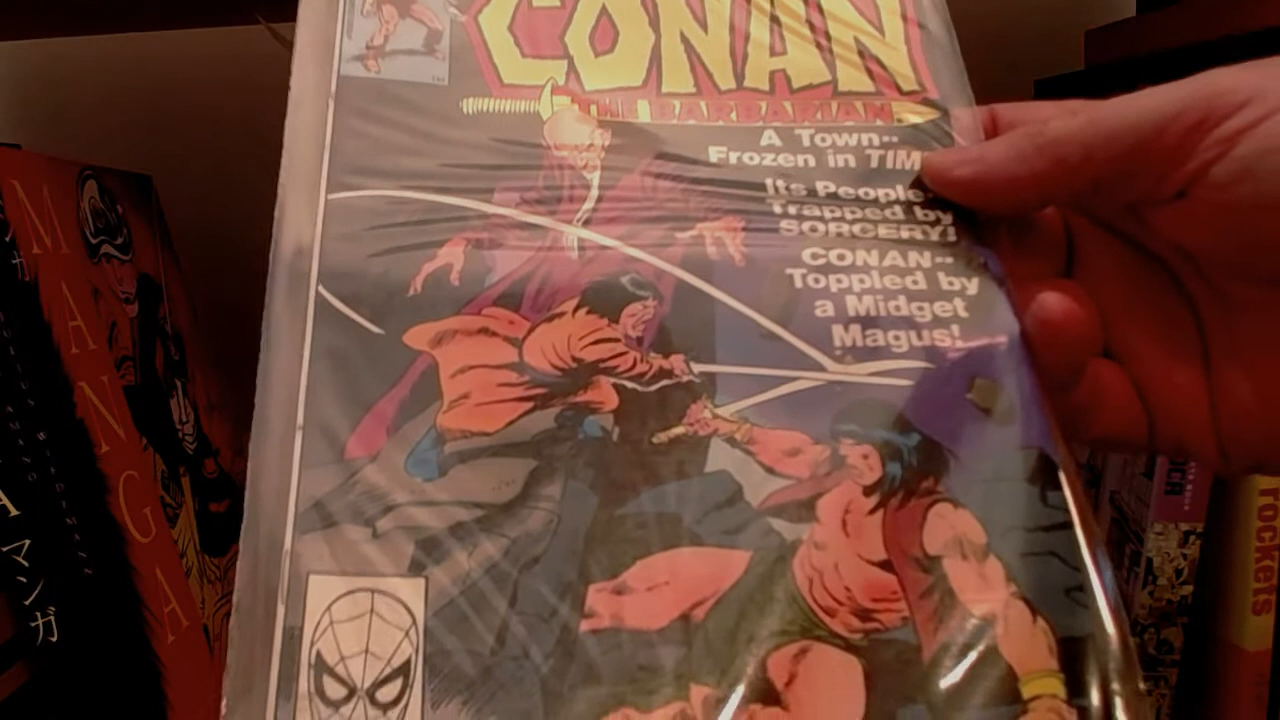 CONAN
THE BARBARIAN
A Town--
Frozen in TIM
Its People-
Trapped by
SORCERY!
CONAN--
Toppled by
a Midget
Magus!
MANGA
マンガ
rockets